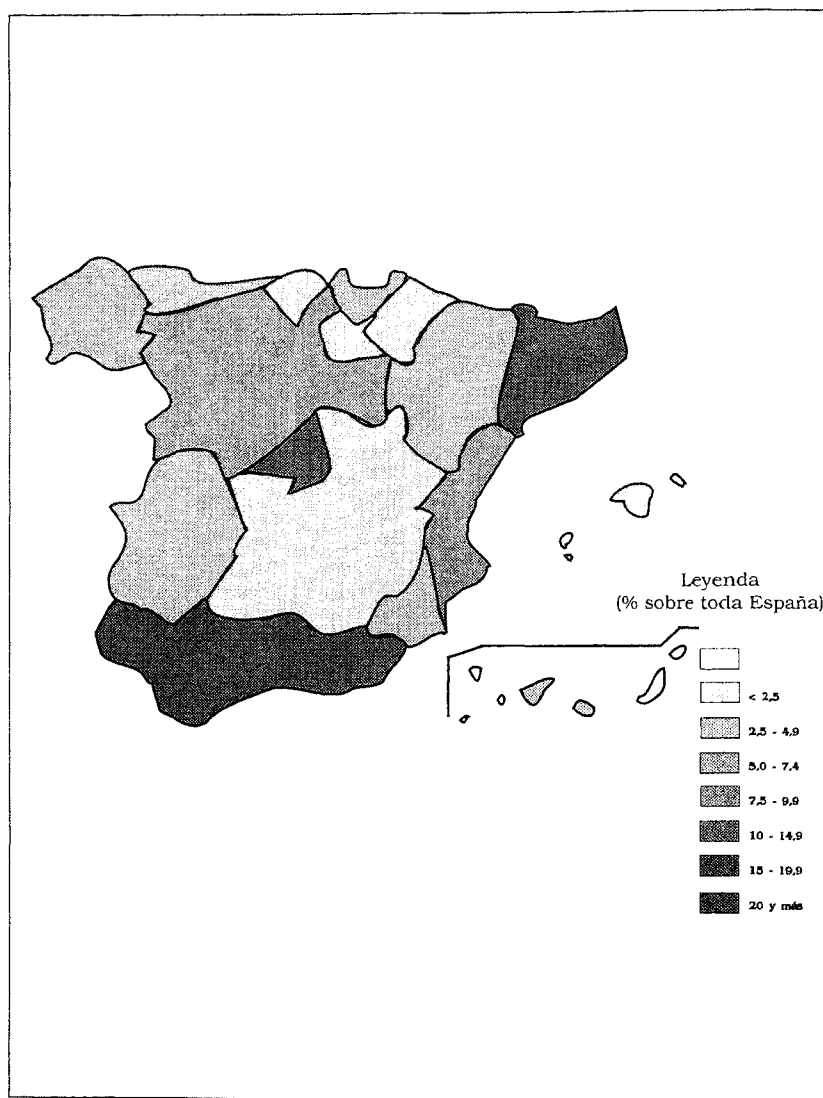 Leyenda
(% sobre toda España)
< 2,5
2,5 - 4,9
5,0 - 7,4
7,5 - 9,9
10 - 14,9
15 - 19,9
20 y más